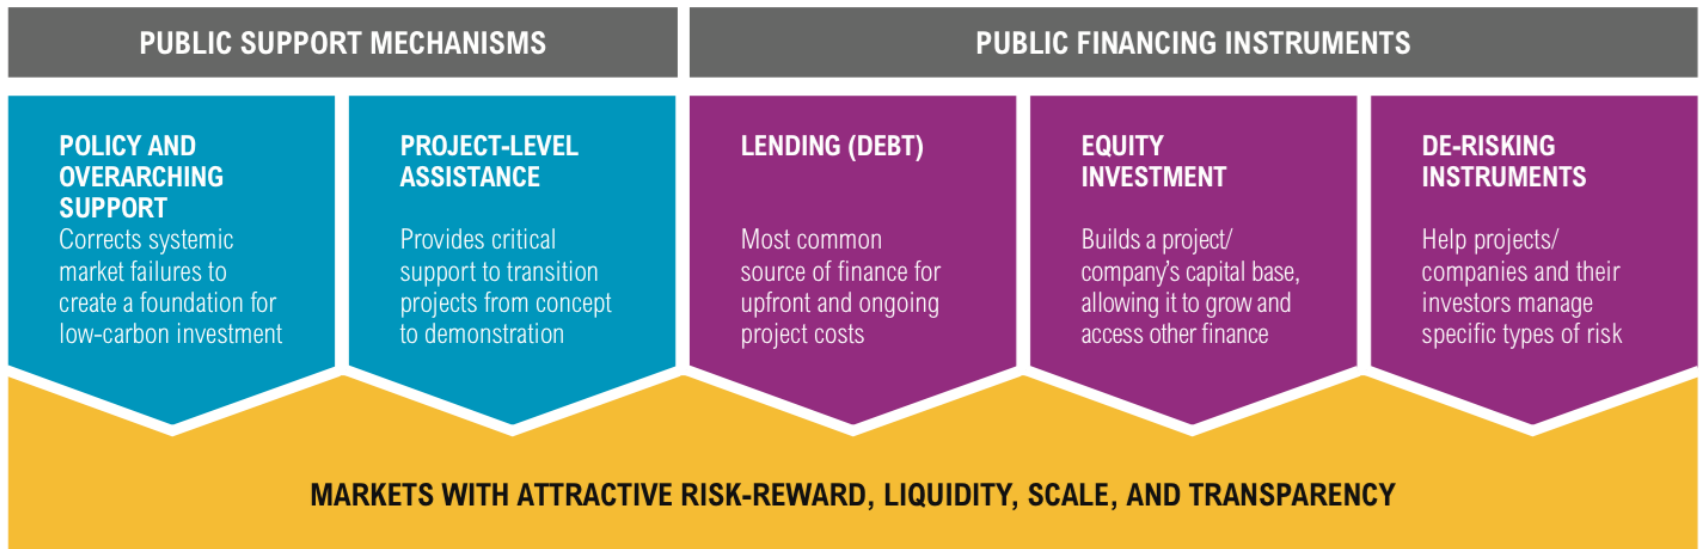 PUBLIC SUPPORT MECHANISMS
PUBLIC FINANCING INSTRUMENTS
POLICY AND
OVERARCHING
SUPPORT
Corrects systemic
market failures to
create a foundation for
low-carbon investment
PROJECT-LEVEL
ASSISTANCE
Provides critical
support to transition
projects from concept
to demonstration
LENDING (DEBT)
Most common
source of finance for
upfront and ongoing
project costs
EQUITY
INVESTMENT
Builds a project/
company's capital base,
allowing it to grow and
access other finance
DE-RISKING
INSTRUMENTS
Help projects/
companies and their
investors manage
specific types of risk
MARKETS WITH ATTRACTIVE RISK-REWARD, LIQUIDITY, SCALE, AND TRANSPARENCY